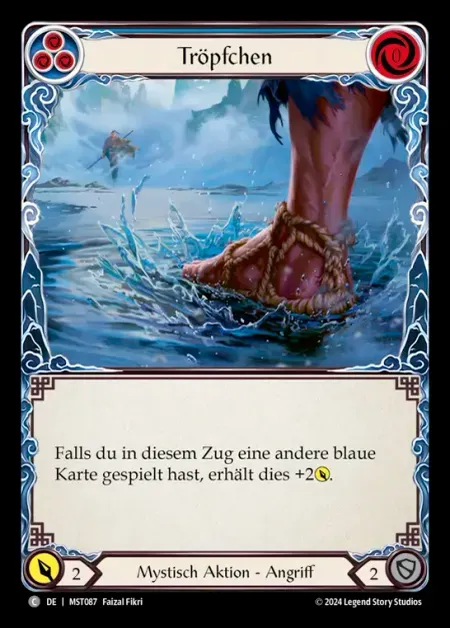 0
Tröpfchen
Falls du in diesem Zug eine andere blaue
Karte gespielt hast, erhält dies +2.
2
Mystisch Aktion - Angriff
2
C DE | MST087 Faizal Fikri
© 2024 Legend Story Studios